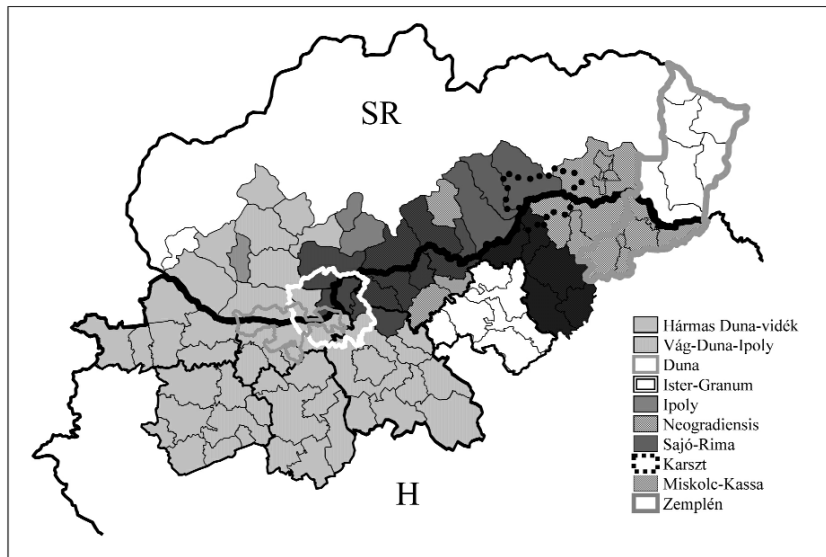 SR
H
Hármas Duna-vidék
Vág-Duna-Ipoly
Duna
Ister-Granum
Ipoly
Neogradiensis
Sajó-Rima
Karszt
Miskolc-Kassa
Zemplén